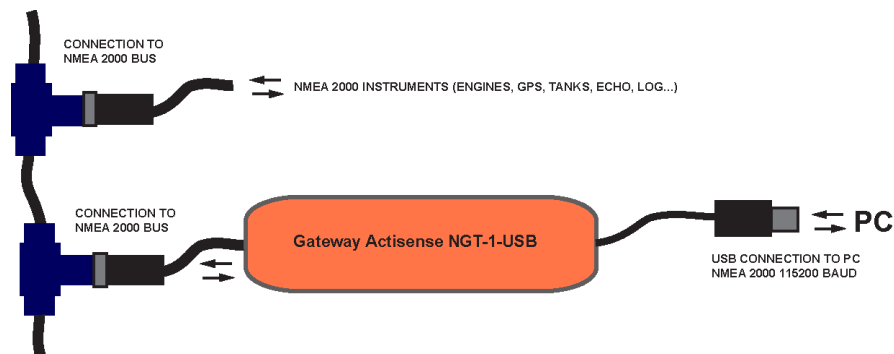 CONNECTION TO
NMEA 2000 BUS
NMEA 2000 INSTRUMENTS (ENGINES, GPS, TANKS, ECHO, LOG...)
CONNECTION TO
NMEA 2000 BUS
Gateway Actisense NGT-1-USB
PC
USB CONNECTION TO PC
NMEA 2000 115200 BAUD